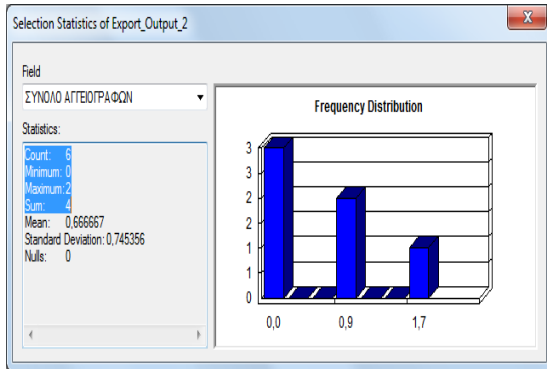 Selection Statistics of Export_Output_2
Field
ΣΥΝΟΛΟ ΑΓΓΕΙΟΓΡΑΦΩΝ
Statistics:
Count: 6
Minimum: 0
Maximum: 2
Sum: 4
Mean: 0,666667
Standard Deviation: 0,745356
Nulls: 0
Frequency Distribution
3
3
2
2
1
1
0
0,0 0,9 1,7